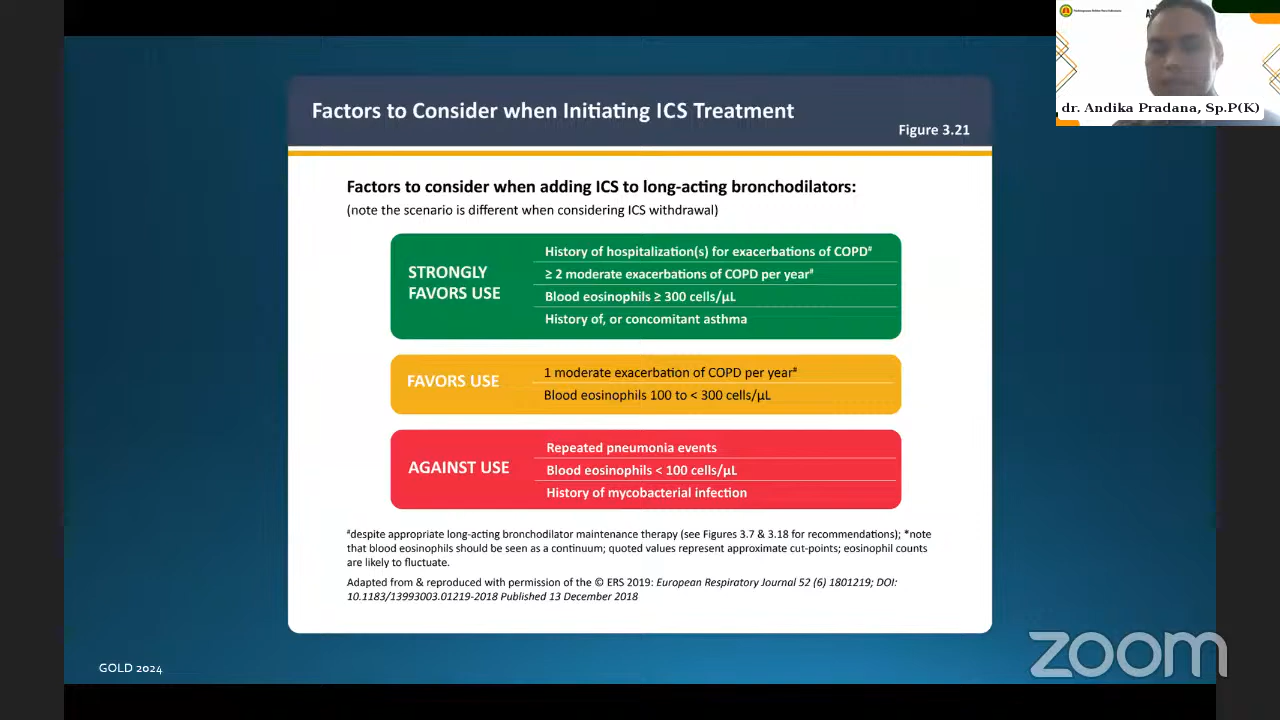 Factors to Consider when Initiating ICS Treatment
Figure 3.21
Factors to consider when adding ICS to long-acting bronchodilators:
(note the scenario is different when considering ICS withdrawal)
STRONGLY
FAVORS USE
History of hospitalization(s) for exacerbations of COPD#
≥ 2 moderate exacerbations of COPD per year#
Blood eosinophils ≥ 300 cells/µL
History of, or concomitant asthma
FAVORS USE
1 moderate exacerbation of COPD per year#
Blood eosinophils 100 to < 300 cells/µL
AGAINST USE
Repeated pneumonia events
Blood eosinophils < 100 cells/µL
History of mycobacterial infection
#despite appropriate long-acting bronchodilator maintenance therapy (see Figures 3.7 & 3.18 for recommendations); *note
that blood eosinophils should be seen as a continuum; quoted values represent approximate cut-points; eosinophil counts
are likely to fluctuate.
Adapted from & reproduced with permission of the © ERS 2019: European Respiratory Journal 52 (6) 1801219; DOI:
10.1183/13993003.01219-2018 Published 13 December 2018
GOLD 2024
dr. Andika Pradana, Sp.P(K)
zoom